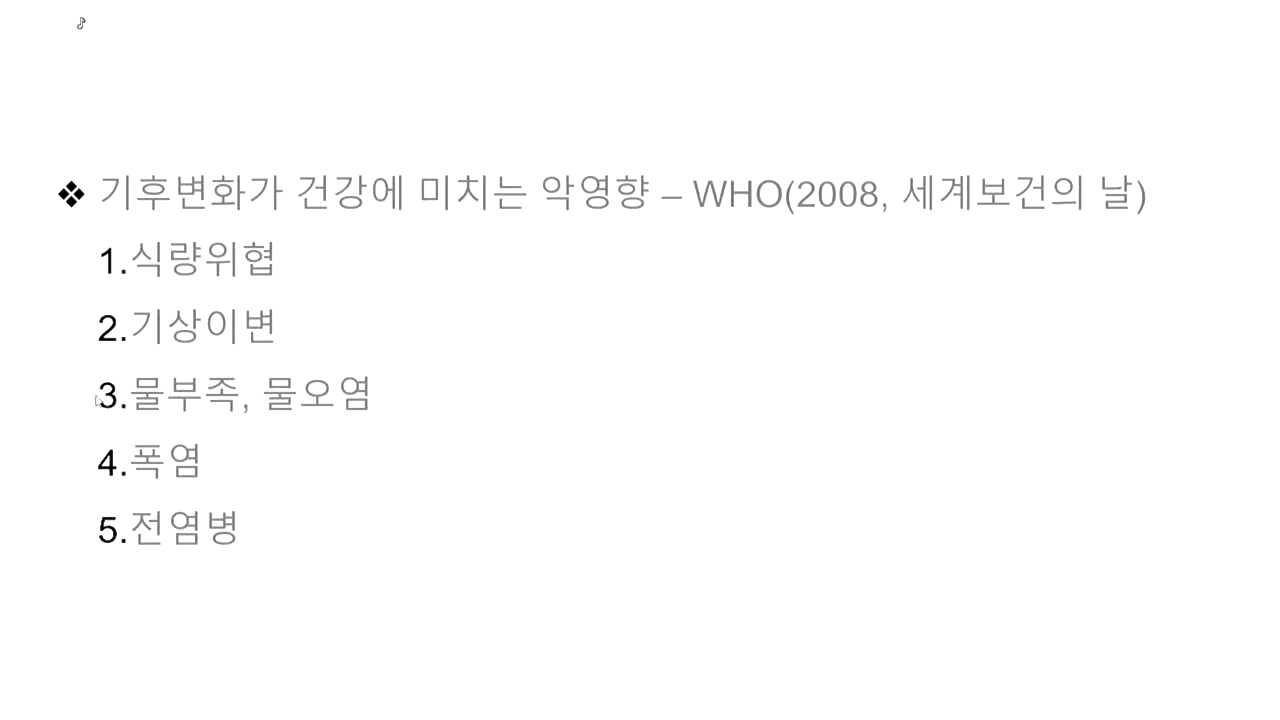 ❖ 기후변화가 건강에 미치는 악영향 – WHO(2008, 세계보건의 날)
1.식량위협
2.기상이변
3.물부족, 물오염
4.폭염
5.전염병